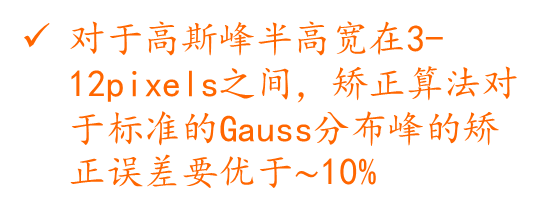 ✓ 对于高斯峰半高宽在3-
12pixels之间，矫正算法对
于标准的Gauss分布峰的矫
正误差要优于~10%